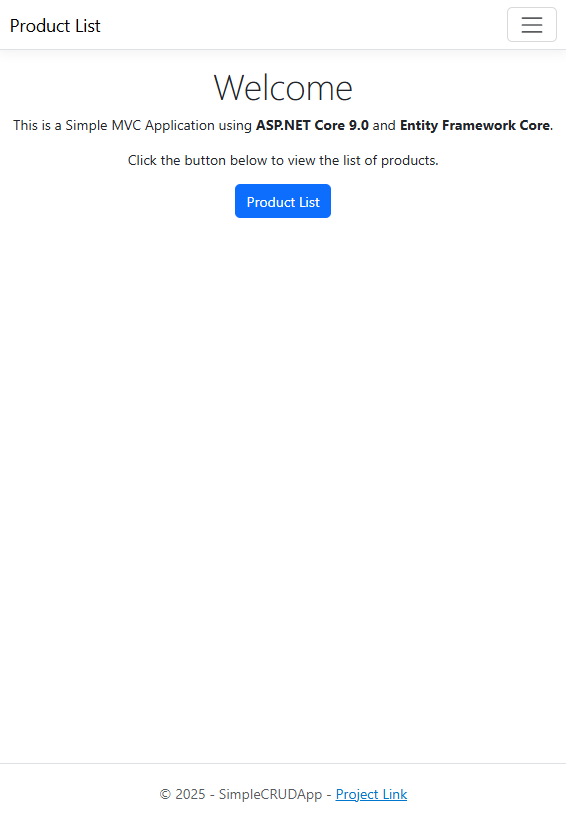 Product List
Welcome
This is a Simple MVC Application using ASP.NET Core 9.0 and Entity Framework Core.
Click the button below to view the list of products.
Product List
© 2025 - SimpleCRUDApp - Project Link